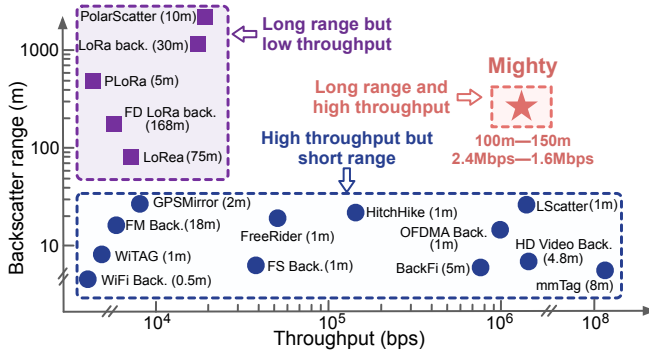 PolarScatter (10m)
LoRa back. (30m)
PLoRa (5m)
FD LoRa back.
(168m)
LoRea (75m)
Long range but
low throughput
Long range and
high throughput
Mighty
100m—150m
2.4Mbps—1.6Mbps
High throughput but
short range
GPSMirror (2m)
FM Back. (18m)
WiTAG (1m)
WiFi Back. (0.5m)
FreeRider (1m)
FS Back. (1m)
HitchHike (1m)
OFDMA Back.
(1m)
BackFi (5m)
LScatter (1m)
HD Video Back.
(4.8m)
mmTag (8m)
Backscatter range (m)
1000
100
10
10⁴
10⁵
10⁶
10⁸
Throughput (bps)